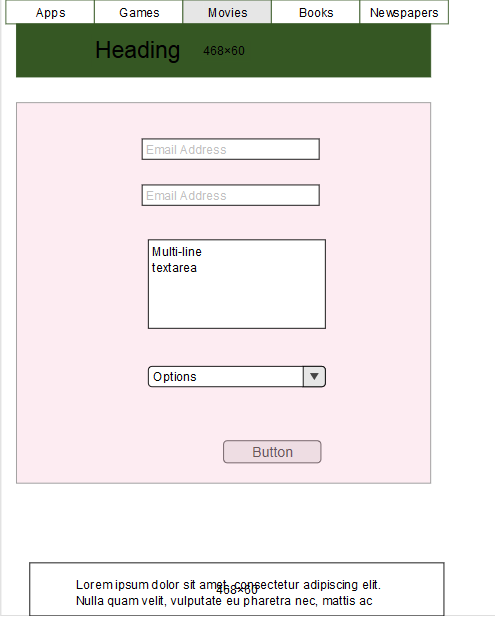 Apps Games Movies Books Newspapers
Heading 468×60
Email Address
Email Address
Multi-line
textarea
Options
Button
Lorem ipsum dolor sit amet, consectetur adipiscing elit.
468×60
Nulla quam velit, vulputate eu pharetra nec, mattis ac